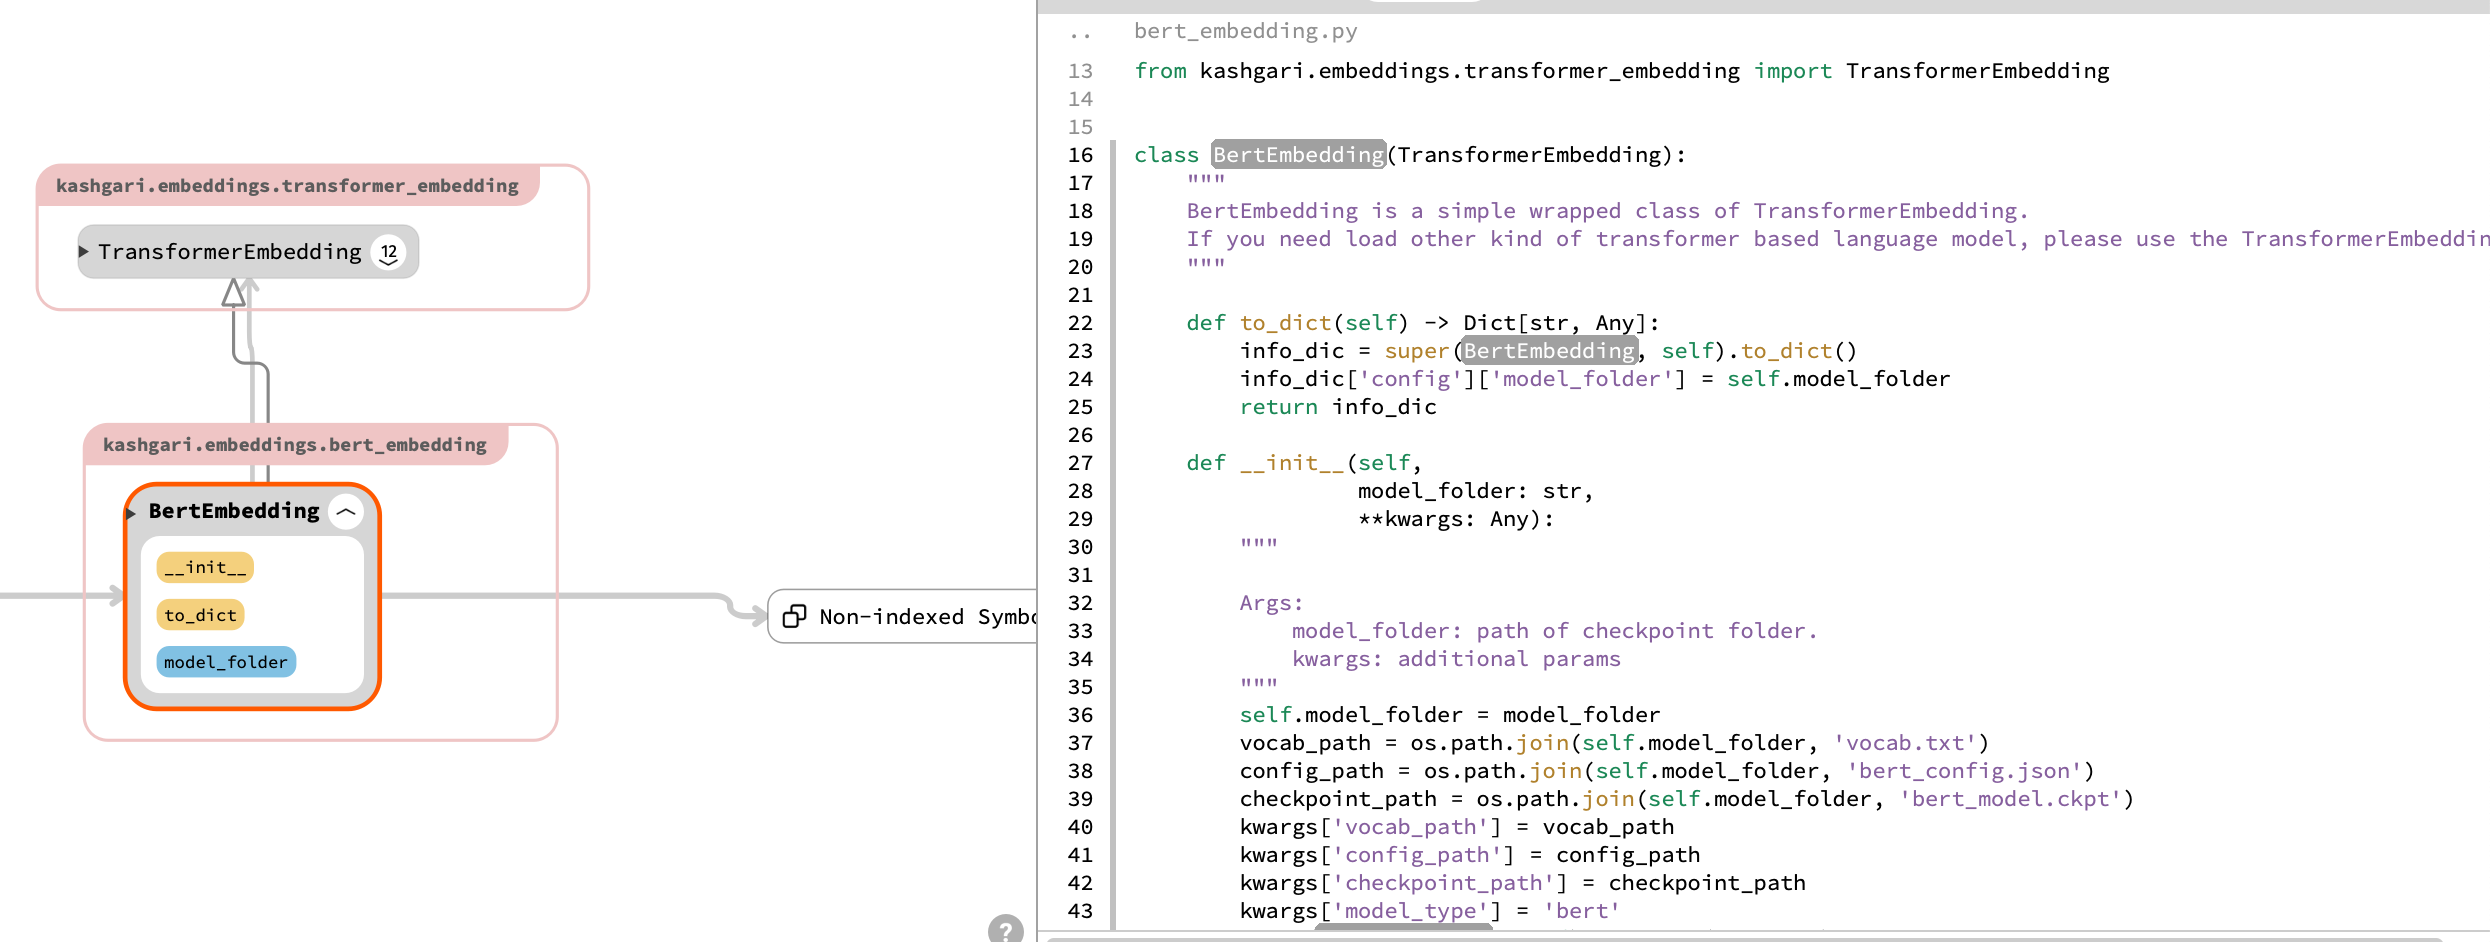 kashgari.embeddings.transformer_embedding
TransformerEmbedding 12
kashgari.embeddings.bert_embedding
BertEmbedding
__init__
to_dict
model_folder
Non-indexed
?
.. bert_embedding.py
13 from kashgari.embeddings.transformer_embedding import TransformerEmbedding
14
15
16 class BertEmbedding(TransformerEmbedding):
17 """
18 BertEmbedding is a simple wrapped class of TransformerEmbedding.
19 If you need load other kind of transformer based language model, please use the
20 """
21
22 def to_dict(self) -> Dict[str, Any]:
23 info_dic = super(BertEmbedding, self).to_dict()
24 info_dic['config']['model_folder'] = self.model_folder
25 return info_dic
26
27 def __init__(self,
28 model_folder: str,
29 **kwargs: Any):
30 """
31
32 Args:
33 model_folder: path of checkpoint folder.
34 kwargs: additional params
35 """
36 self.model_folder = model_folder
37 vocab_path = os.path.join(self.model_folder, 'vocab.txt')
38 config_path = os.path.join(self.model_folder, 'bert_config.json')
39 checkpoint_path = os.path.join(self.model_folder, 'bert_model.ckpt')
40 kwargs['vocab_path'] = vocab_path
41 kwargs['config_path'] = config_path
42 kwargs['checkpoint_path'] = checkpoint_path
43 kwargs['model_type'] = 'bert'